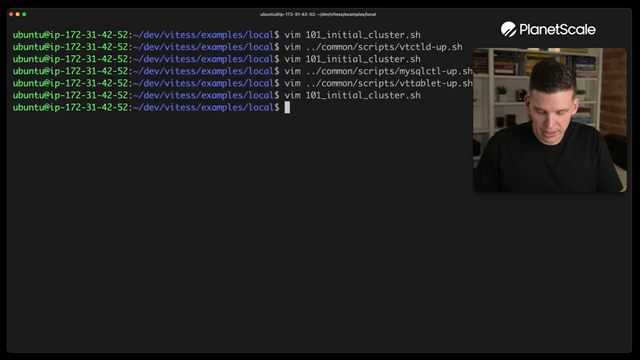 ubuntu@ip-172-31-42-52: ~/dev/vitess/examples/local
PlanetScale
ubuntu@ip-172-31-42-52:~/dev/vitess/examples/local$ vim 101_initial_cluster.sh
ubuntu@ip-172-31-42-52:~/dev/vitess/examples/local$ vim ../common/scripts/vtctld-up.sh
ubuntu@ip-172-31-42-52:~/dev/vitess/examples/local$ vim 101_initial_cluster.sh
ubuntu@ip-172-31-42-52:~/dev/vitess/examples/local$ vim ../common/scripts/mysqlctl-up.sh
ubuntu@ip-172-31-42-52:~/dev/vitess/examples/local$ vim ../common/scripts/vttablet-up.sh
ubuntu@ip-172-31-42-52:~/dev/vitess/examples/local$ vim 101_initial_cluster.sh
ubuntu@ip-172-31-42-52:~/dev/vitess/examples/local$